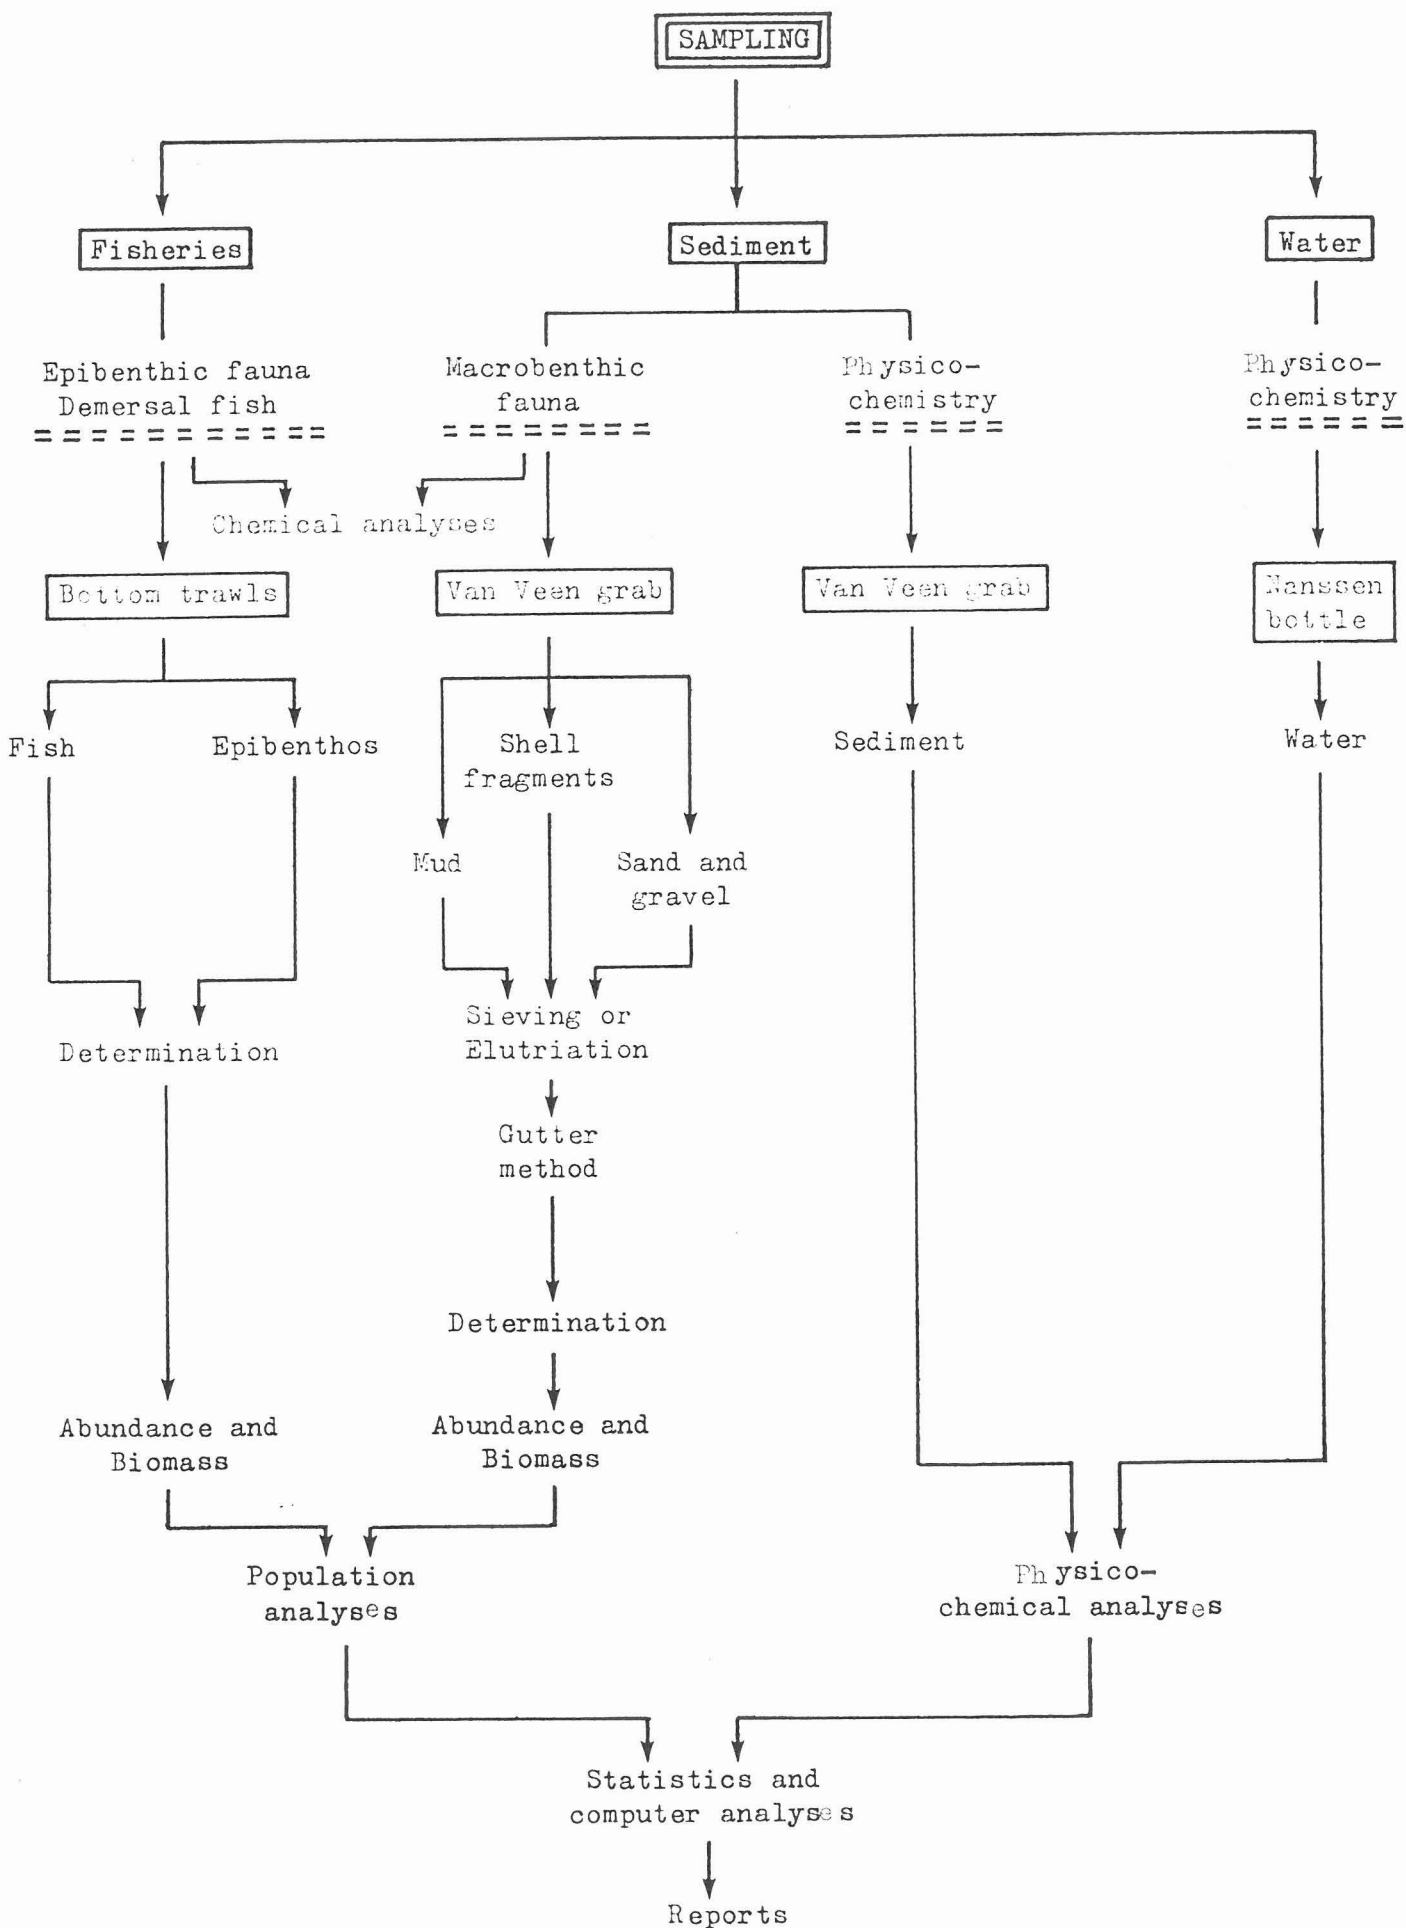 SAMPLING
Fisheries
Sediment
Water
Epibenthic fauna
Demersal fish
Macrobenthic
fauna
Physico-
chemistry
Physico-
chemistry
Chemical analyses
Bottom trawls
Van Veen grab
Van Veen grab
Nanssen
bottle
Fish
Epibenthos
Shell
fragments
Sediment
Water
Mud
Sand and
gravel
Sieving or
Elutriation
Determination
Gutter
method
Determination
Abundance and
Biomass
Abundance and
Biomass
Population
analyses
Physico-
chemical analyses
Statistics and
computer analyses
Reports